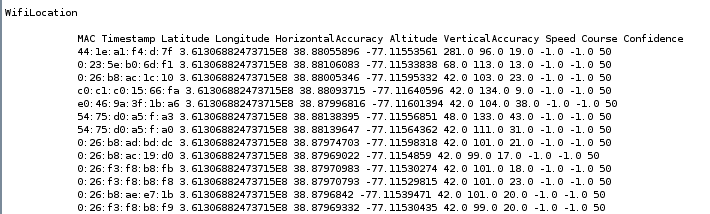 WifiLocation
MAC Timestamp Latitude Longitude HorizontalAccuracy Altitude VerticalAccuracy Speed Course Confidence
44:1e:a1:f4:d:7f 3.61306882473715E8 38.88055896 -77.11553561 281.0 96.0 19.0 -1.0 -1.0 50
0:23:5e:b0:6d:f1 3.61306882473715E8 38.88106083 -77.11533838 68.0 113.0 13.0 -1.0 -1.0 50
0:26:b8:ac:1c:10 3.61306882473715E8 38.88005346 -77.11595332 42.0 103.0 23.0 -1.0 -1.0 50
c0:c1:c0:15:66:fa 3.61306882473715E8 38.88093715 -77.11640596 42.0 134.0 9.0 -1.0 -1.0 50
e0:46:9a:3f:1b:a6 3.61306882473715E8 38.87996816 -77.11601394 42.0 104.0 38.0 -1.0 -1.0 50
54:75:d0:a5:f:a3 3.61306882473715E8 38.88138395 -77.11556851 48.0 133.0 43.0 -1.0 -1.0 50
54:75:d0:a5:f:a0 3.61306882473715E8 38.88139647 -77.11564362 42.0 111.0 31.0 -1.0 -1.0 50
0:26:b8:ad:bd:dc 3.61306882473715E8 38.87974703 -77.11598318 42.0 101.0 21.0 -1.0 -1.0 50
0:26:b8:ac:19:d0 3.61306882473715E8 38.87969022 -77.1154859 42.0 99.0 17.0 -1.0 -1.0 50
0:26:f3:f8:b8:fb 3.61306882473715E8 38.87970983 -77.11530274 42.0 101.0 18.0 -1.0 -1.0 50
0:26:f3:f8:b8:f8 3.61306882473715E8 38.87970793 -77.11529815 42.0 101.0 23.0 -1.0 -1.0 50
0:26:b8:ae:e7:1b 3.61306882473715E8 38.8796842 -77.11539471 42.0 101.0 20.0 -1.0 -1.0 50
0:26:f3:f8:b8:f9 3.61306882473715E8 38.87969332 -77.11530435 42.0 99.0 20.0 -1.0 -1.0 50